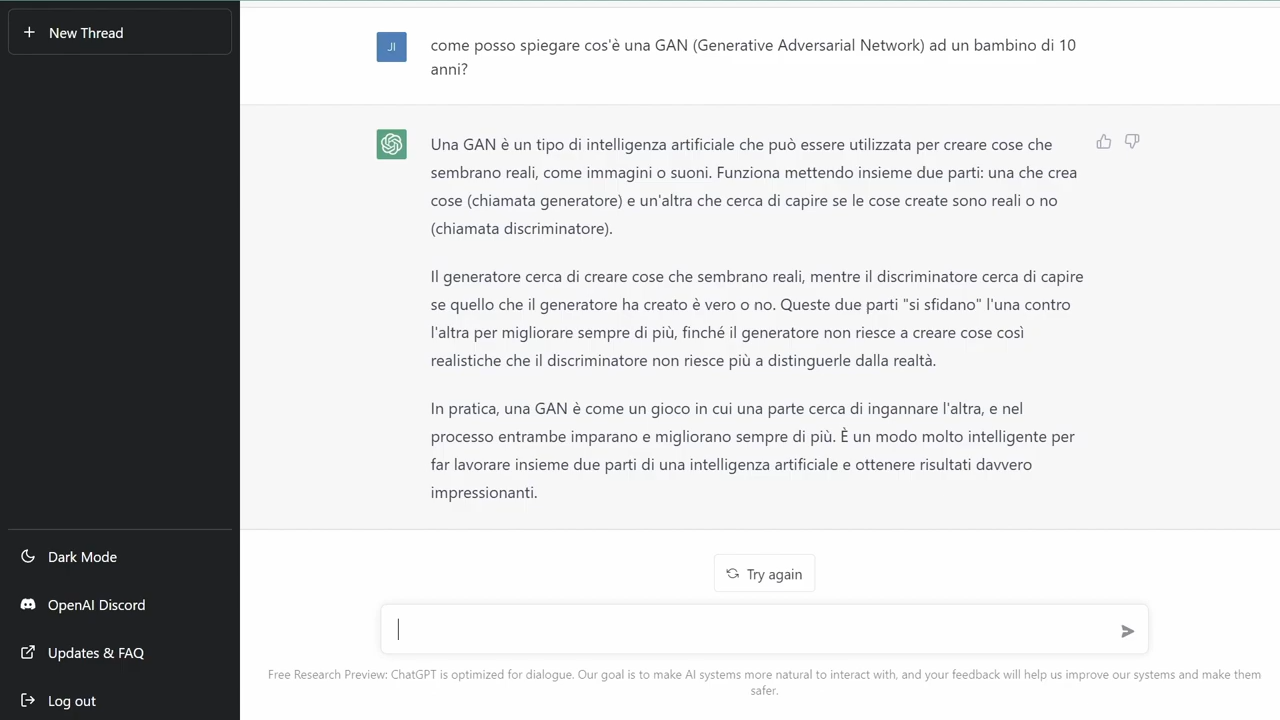 New Thread
JI
come posso spiegare cos'è una GAN (Generative Adversarial Network) ad un bambino di 10
anni?
Una GAN è un tipo di intelligenza artificiale che può essere utilizzata per creare cose che
sembrano reali, come immagini o suoni. Funziona mettendo insieme due parti: una che crea
cose (chiamata generatore) e un'altra che cerca di capire se le cose create sono reali o no
(chiamata discriminatore).
Il generatore cerca di creare cose che sembrano reali, mentre il discriminatore cerca di capire
se quello che il generatore ha creato è vero o no. Queste due parti "si sfidano" l'una contro
l'altra per migliorare sempre di più, finché il generatore non riesce a creare cose così
realistiche che il discriminatore non riesce più a distinguerle dalla realtà.
In pratica, una GAN è come un gioco in cui una parte cerca di ingannare l'altra, e nel
processo entrambe imparano e migliorano sempre di più. È un modo molto intelligente per
far lavorare insieme due parti di una intelligenza artificiale e ottenere risultati davvero
impressionanti.
Dark Mode
OpenAI Discord
Updates & FAQ
Log out
Try again
Free Research Preview: ChatGPT is optimized for dialogue. Our goal is to make AI systems more natural to interact with, and your feedback will help us improve our systems and make them
safer.